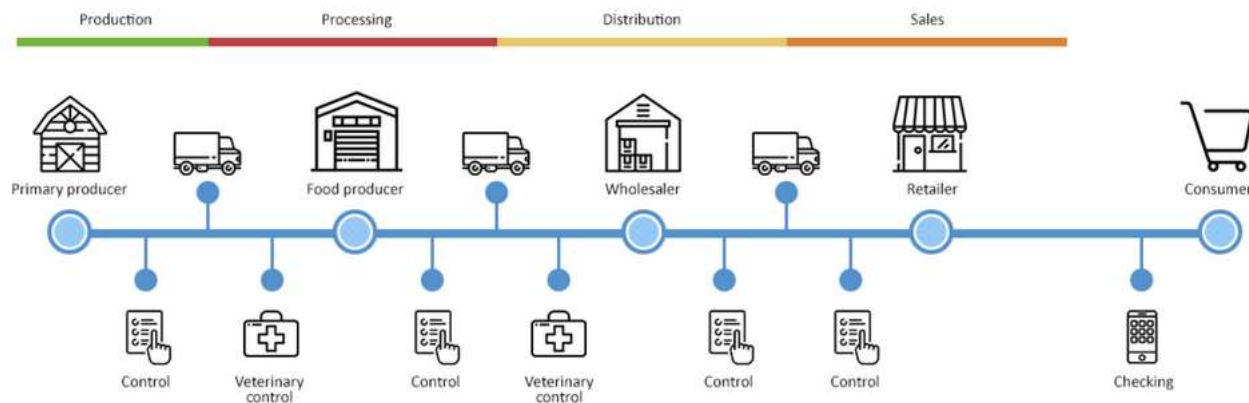 Production
Processing
Distribution
Sales
Primary producer
Food producer
Wholesaler
Retailer
Consumer
Control
Veterinary
control
Control
Veterinary
control
Control
Control
Checking